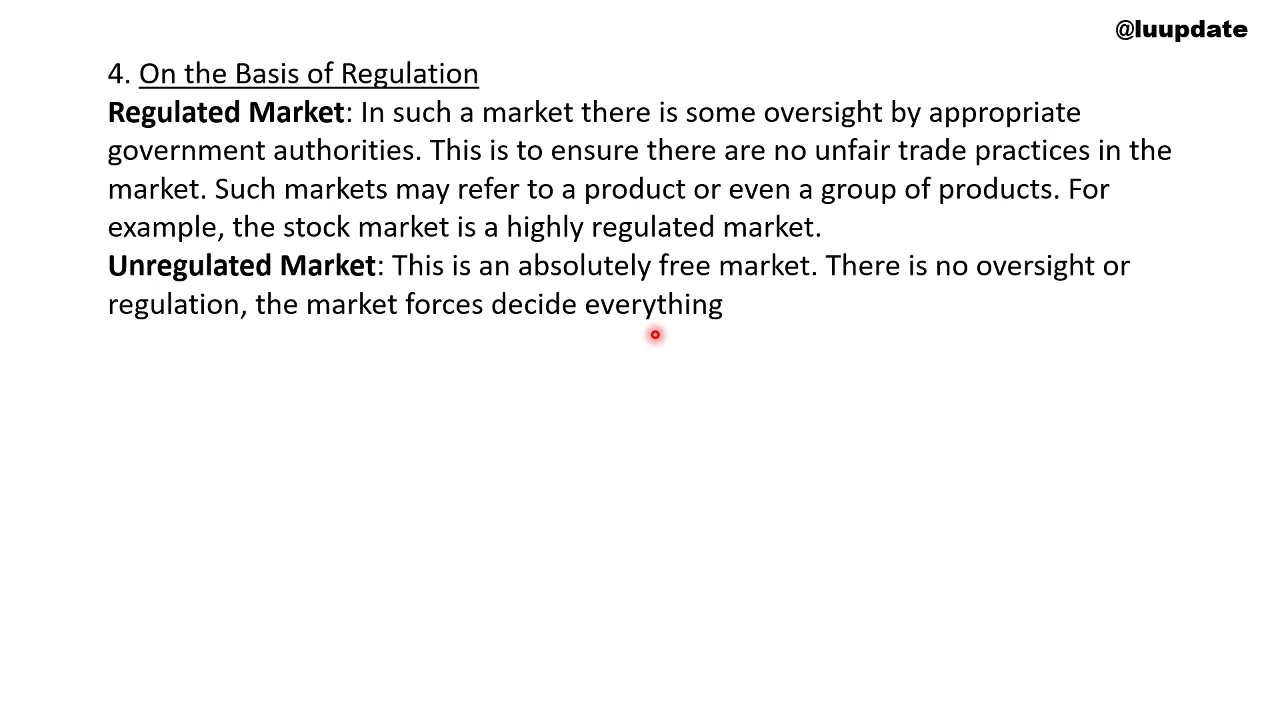 @luupdate
4. On the Basis of Regulation
Regulated Market: In such a market there is some oversight by appropriate
government authorities. This is to ensure there are no unfair trade practices in the
market. Such markets may refer to a product or even a group of products. For
example, the stock market is a highly regulated market.
Unregulated Market: This is an absolutely free market. There is no oversight or
regulation, the market forces decide everything